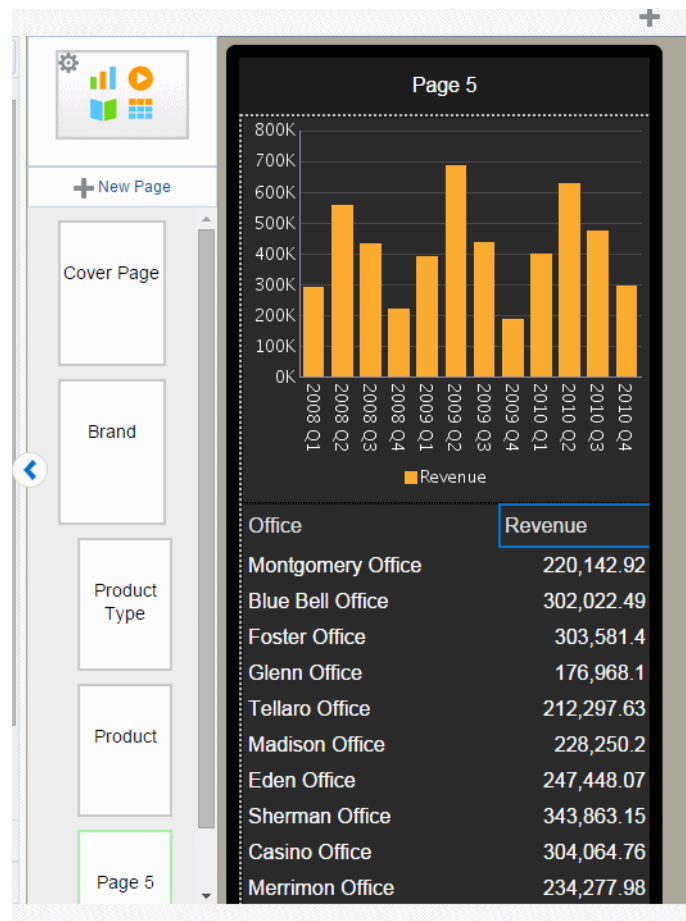 New Page
Cover Page
Brand
Product
Type
Product
Page 5
Page 5
800K
700K
600K
500K
400K
300K
200K
100K
0K
2008 Q1
2008 Q2
2008 Q3
2008 Q4
2009 Q1
2009 Q2
2009 Q3
2009 Q4
2010 Q1
2010 Q2
2010 Q3
2010 Q4
Revenue
Office Revenue
Montgomery Office 220,142.92
Blue Bell Office 302,022.49
Foster Office 303,581.4
Glenn Office 176,968.1
Tellaro Office 212,297.63
Madison Office 228,250.2
Eden Office 247,448.07
Sherman Office 343,863.15
Casino Office 304,064.76
Merrimon Office 234,277.98